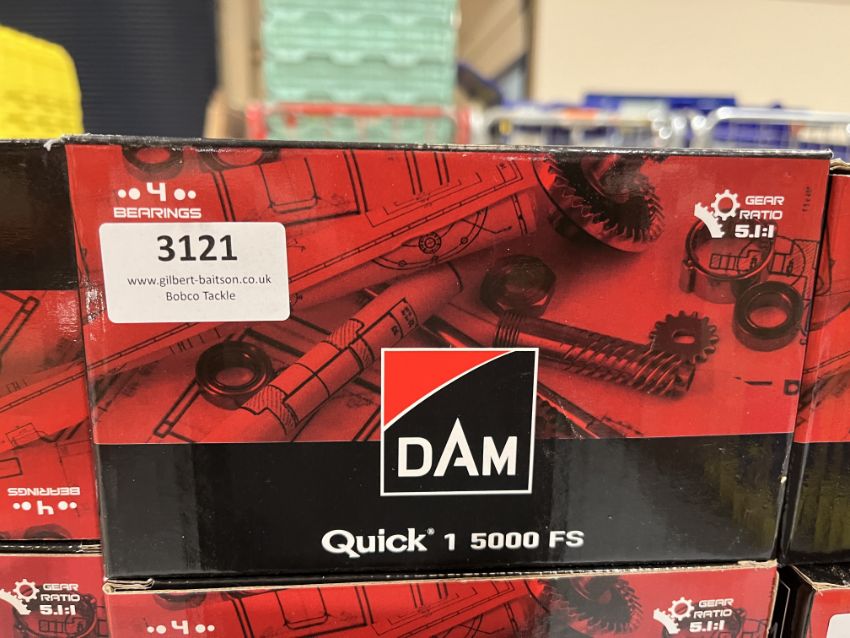 4
BEARINGS
GEAR
RATIO
5.1:1
3121
www.gilbert-baitson.co.uk
Bobco Tackle
DAM
Quick® 1 5000 FS
4
BEARINGS
GEAR
RATIO
5.1:1
4
GEAR
RATIO
5.1:1